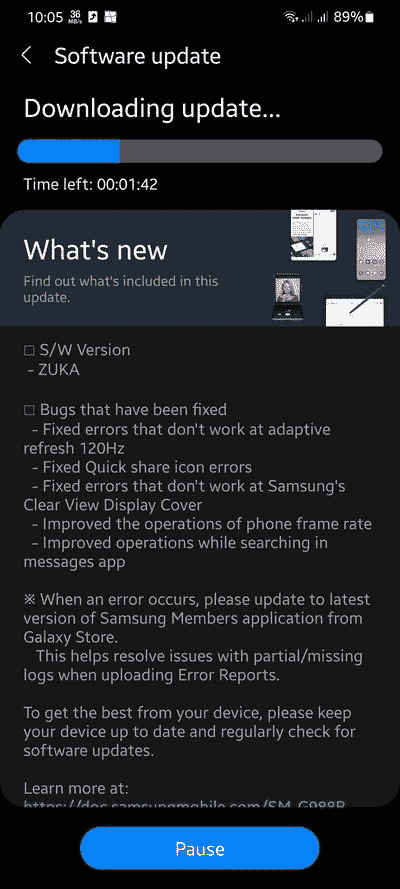 10:05 36 MB/s 89%
Software update
Downloading update...
Time left: 00:01:42
What's new
Find out what's included in this
update.
□ S/W Version
- ZUKA
□ Bugs that have been fixed
- Fixed errors that don't work at adaptive
refresh 120Hz
- Fixed Quick share icon errors
- Fixed errors that don't work at Samsung's
Clear View Display Cover
- Improved the operations of phone frame rate
- Improved operations while searching in
messages app
※ When an error occurs, please update to latest
version of Samsung Members application from
Galaxy Store.
This helps resolve issues with partial/missing
logs when uploading Error Reports.
To get the best from your device, please keep
your device up to date and regularly check for
software updates.
Learn more at:
https://doc.samsungmobile.com/SM-G988B
Pause